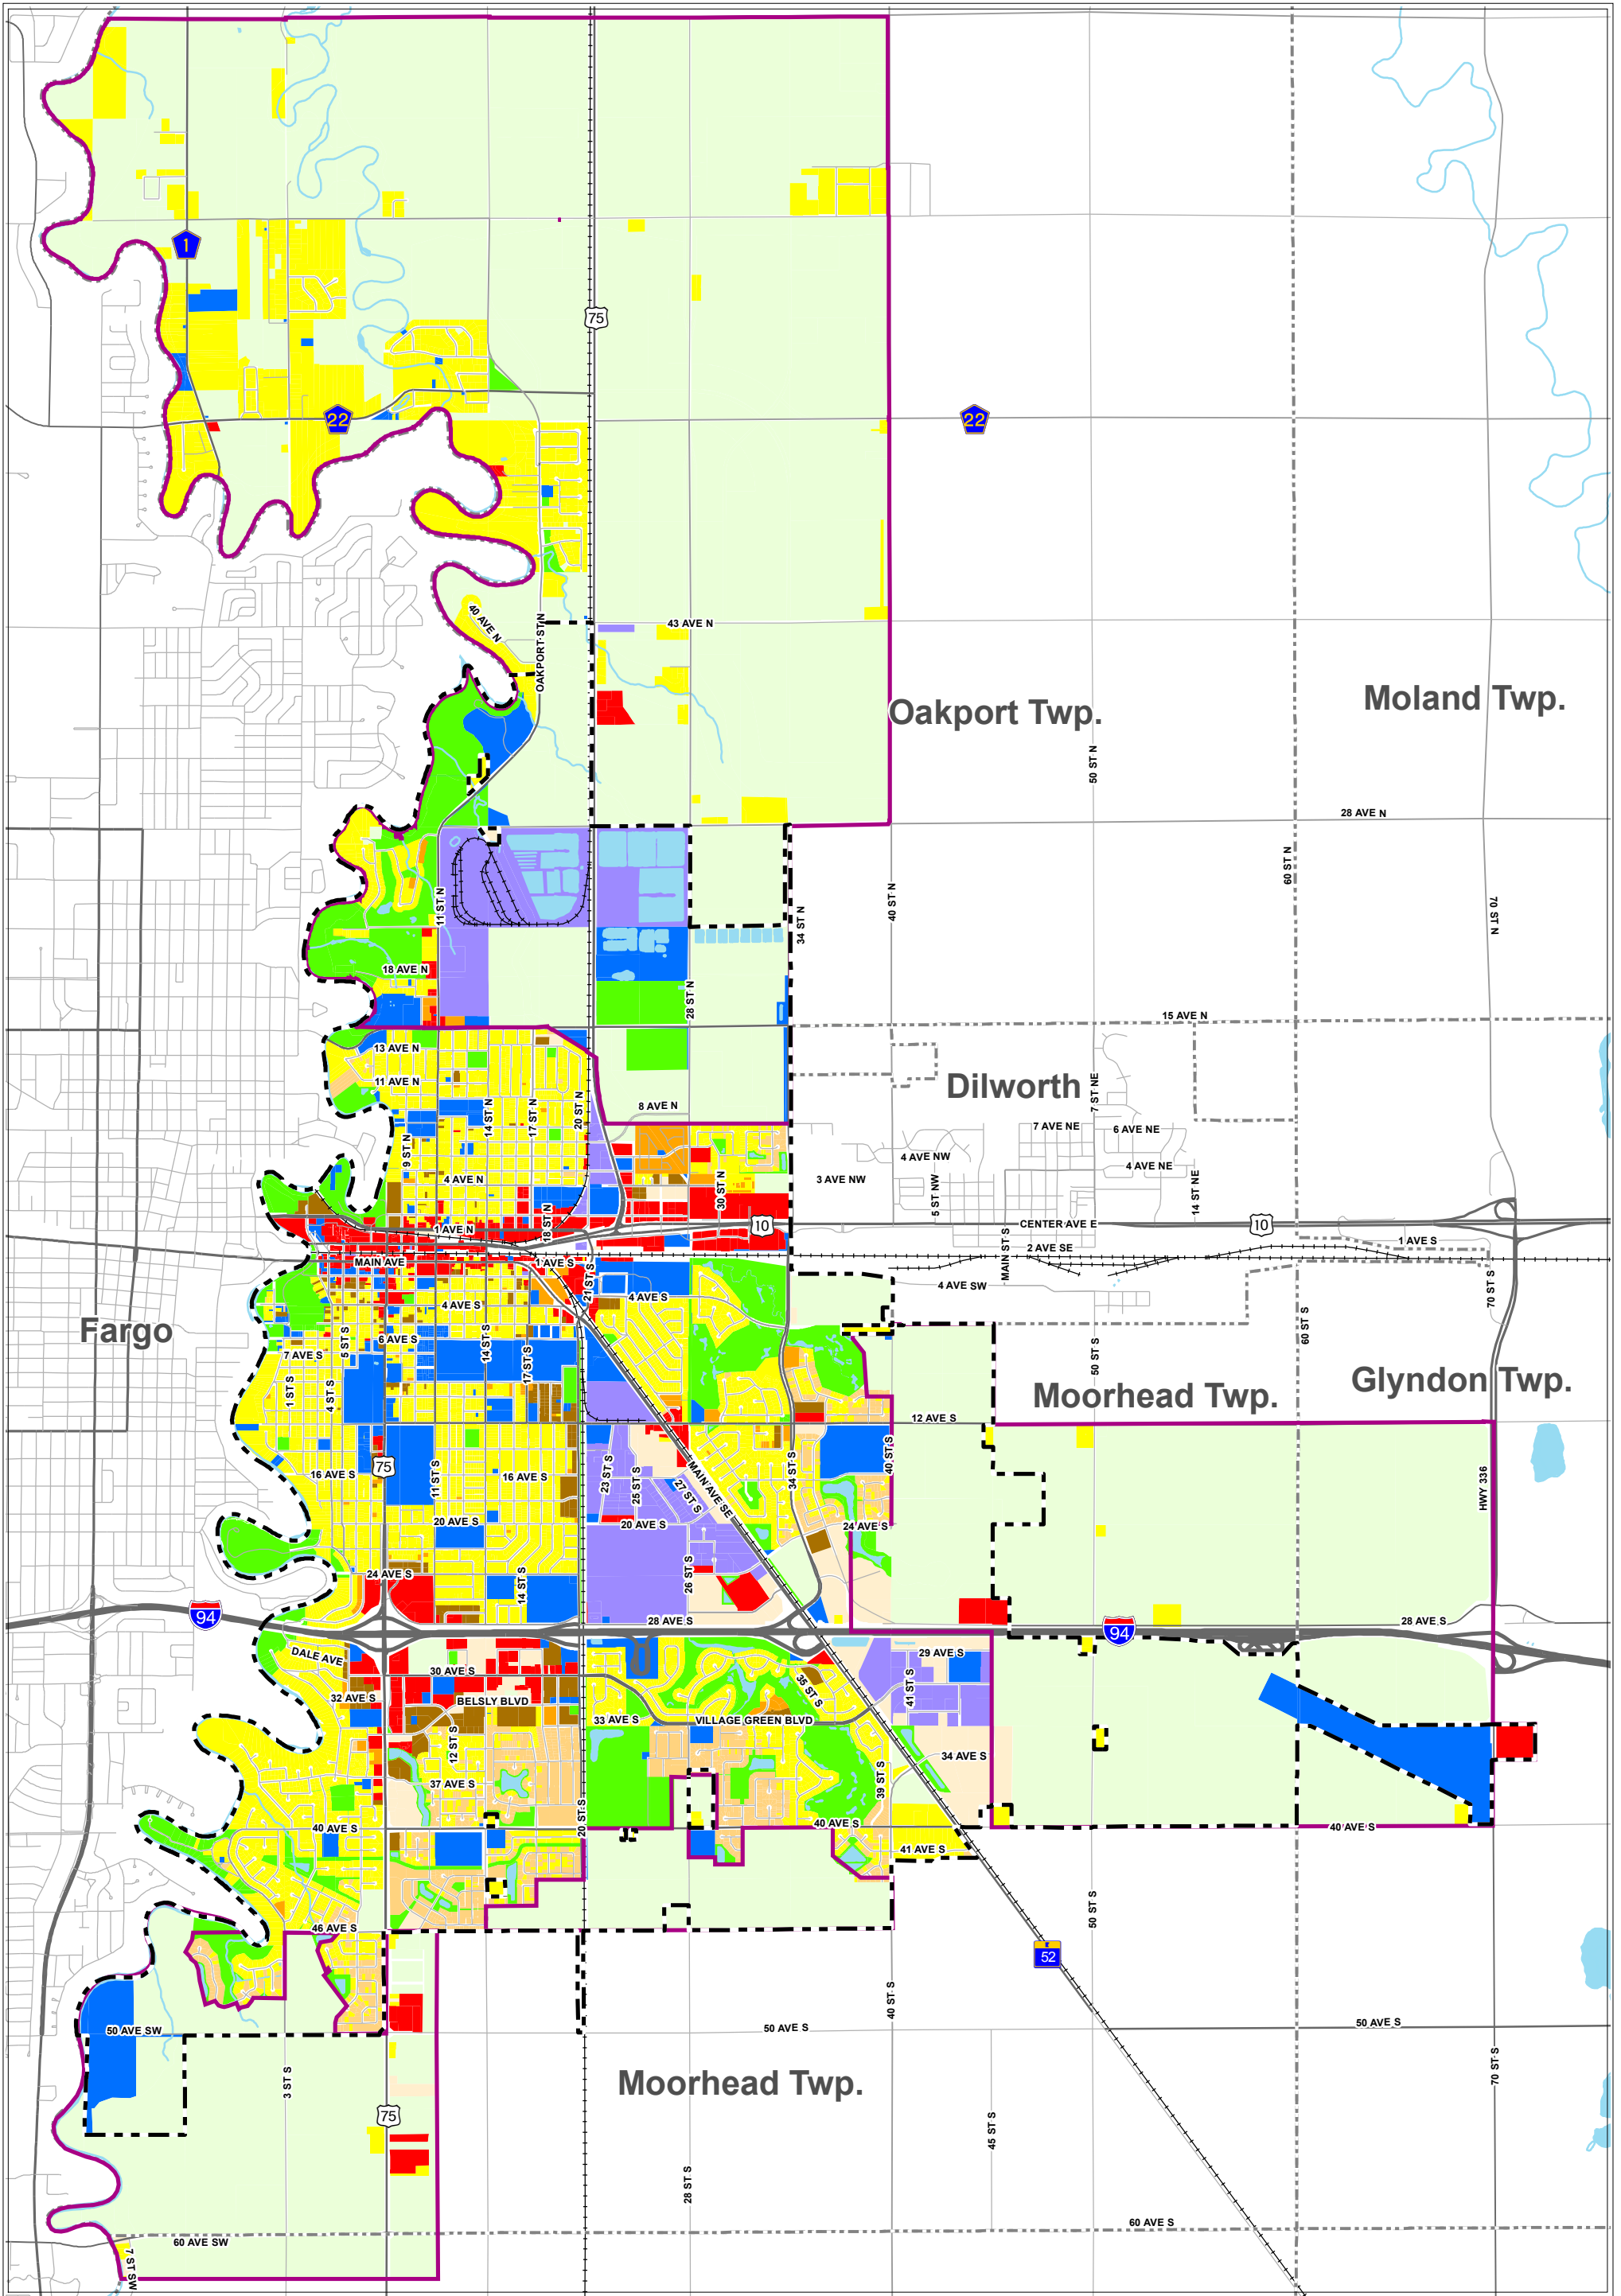 1
75
22
22
40 AVE N
OAKPORT ST N
43 AVE N
Oakport Twp.
Moland Twp.
50 ST N
28 AVE N
60 ST N
11 ST N
34 ST N
40 ST N
70 ST N
18 AVE N
28 ST N
15 AVE N
13 AVE N
11 AVE N
Dilworth
7 ST NE
8 AVE N
14 ST N
17 ST N
20 ST N
9 ST N
7 AVE NE
6 AVE NE
4 AVE NW
4 AVE NE
4 AVE N
3 AVE NW
5 ST NW
14 ST NE
30 ST N
18 ST N
1 AVE N
10
CENTER AVE E
10
MAIN ST S
2 AVE SE
1 AVE S
MAIN AVE
1 AVE S
21 ST S
4 AVE SW
70 ST S
4 AVE S
4 AVE S
Fargo
5 ST S
6 AVE S
14 ST S
17 ST S
7 AVE S
50 ST S
60 ST S
1 ST S
4 ST S
Moorhead Twp.
Glyndon Twp.
12 AVE S
75
16 AVE S
11 ST S
16 AVE S
23 ST S
25 ST S
27 ST S
MAIN AVE SE
34 ST S
40 ST S
HWY 336
20 AVE S
20 AVE S
24 AVE S
24 AVE S
14 ST S
26 ST S
94
28 AVE S
94
28 AVE S
DALE AVE
30 AVE S
29 AVE S
32 AVE S
BELSLY BLVD
35 ST S
41 ST S
33 AVE S
VILLAGE GREEN BLVD
12 ST S
34 AVE S
37 AVE S
39 ST S
20 ST S
40 AVE S
40 AVE S
40 AVE S
41 AVE S
46 AVE S
50 ST S
52
40 ST S
50 AVE SW
50 AVE S
50 AVE S
3 ST S
Moorhead Twp.
70 ST S
75
45 ST S
28 ST S
60 AVE S
60 AVE SW
7 ST SW